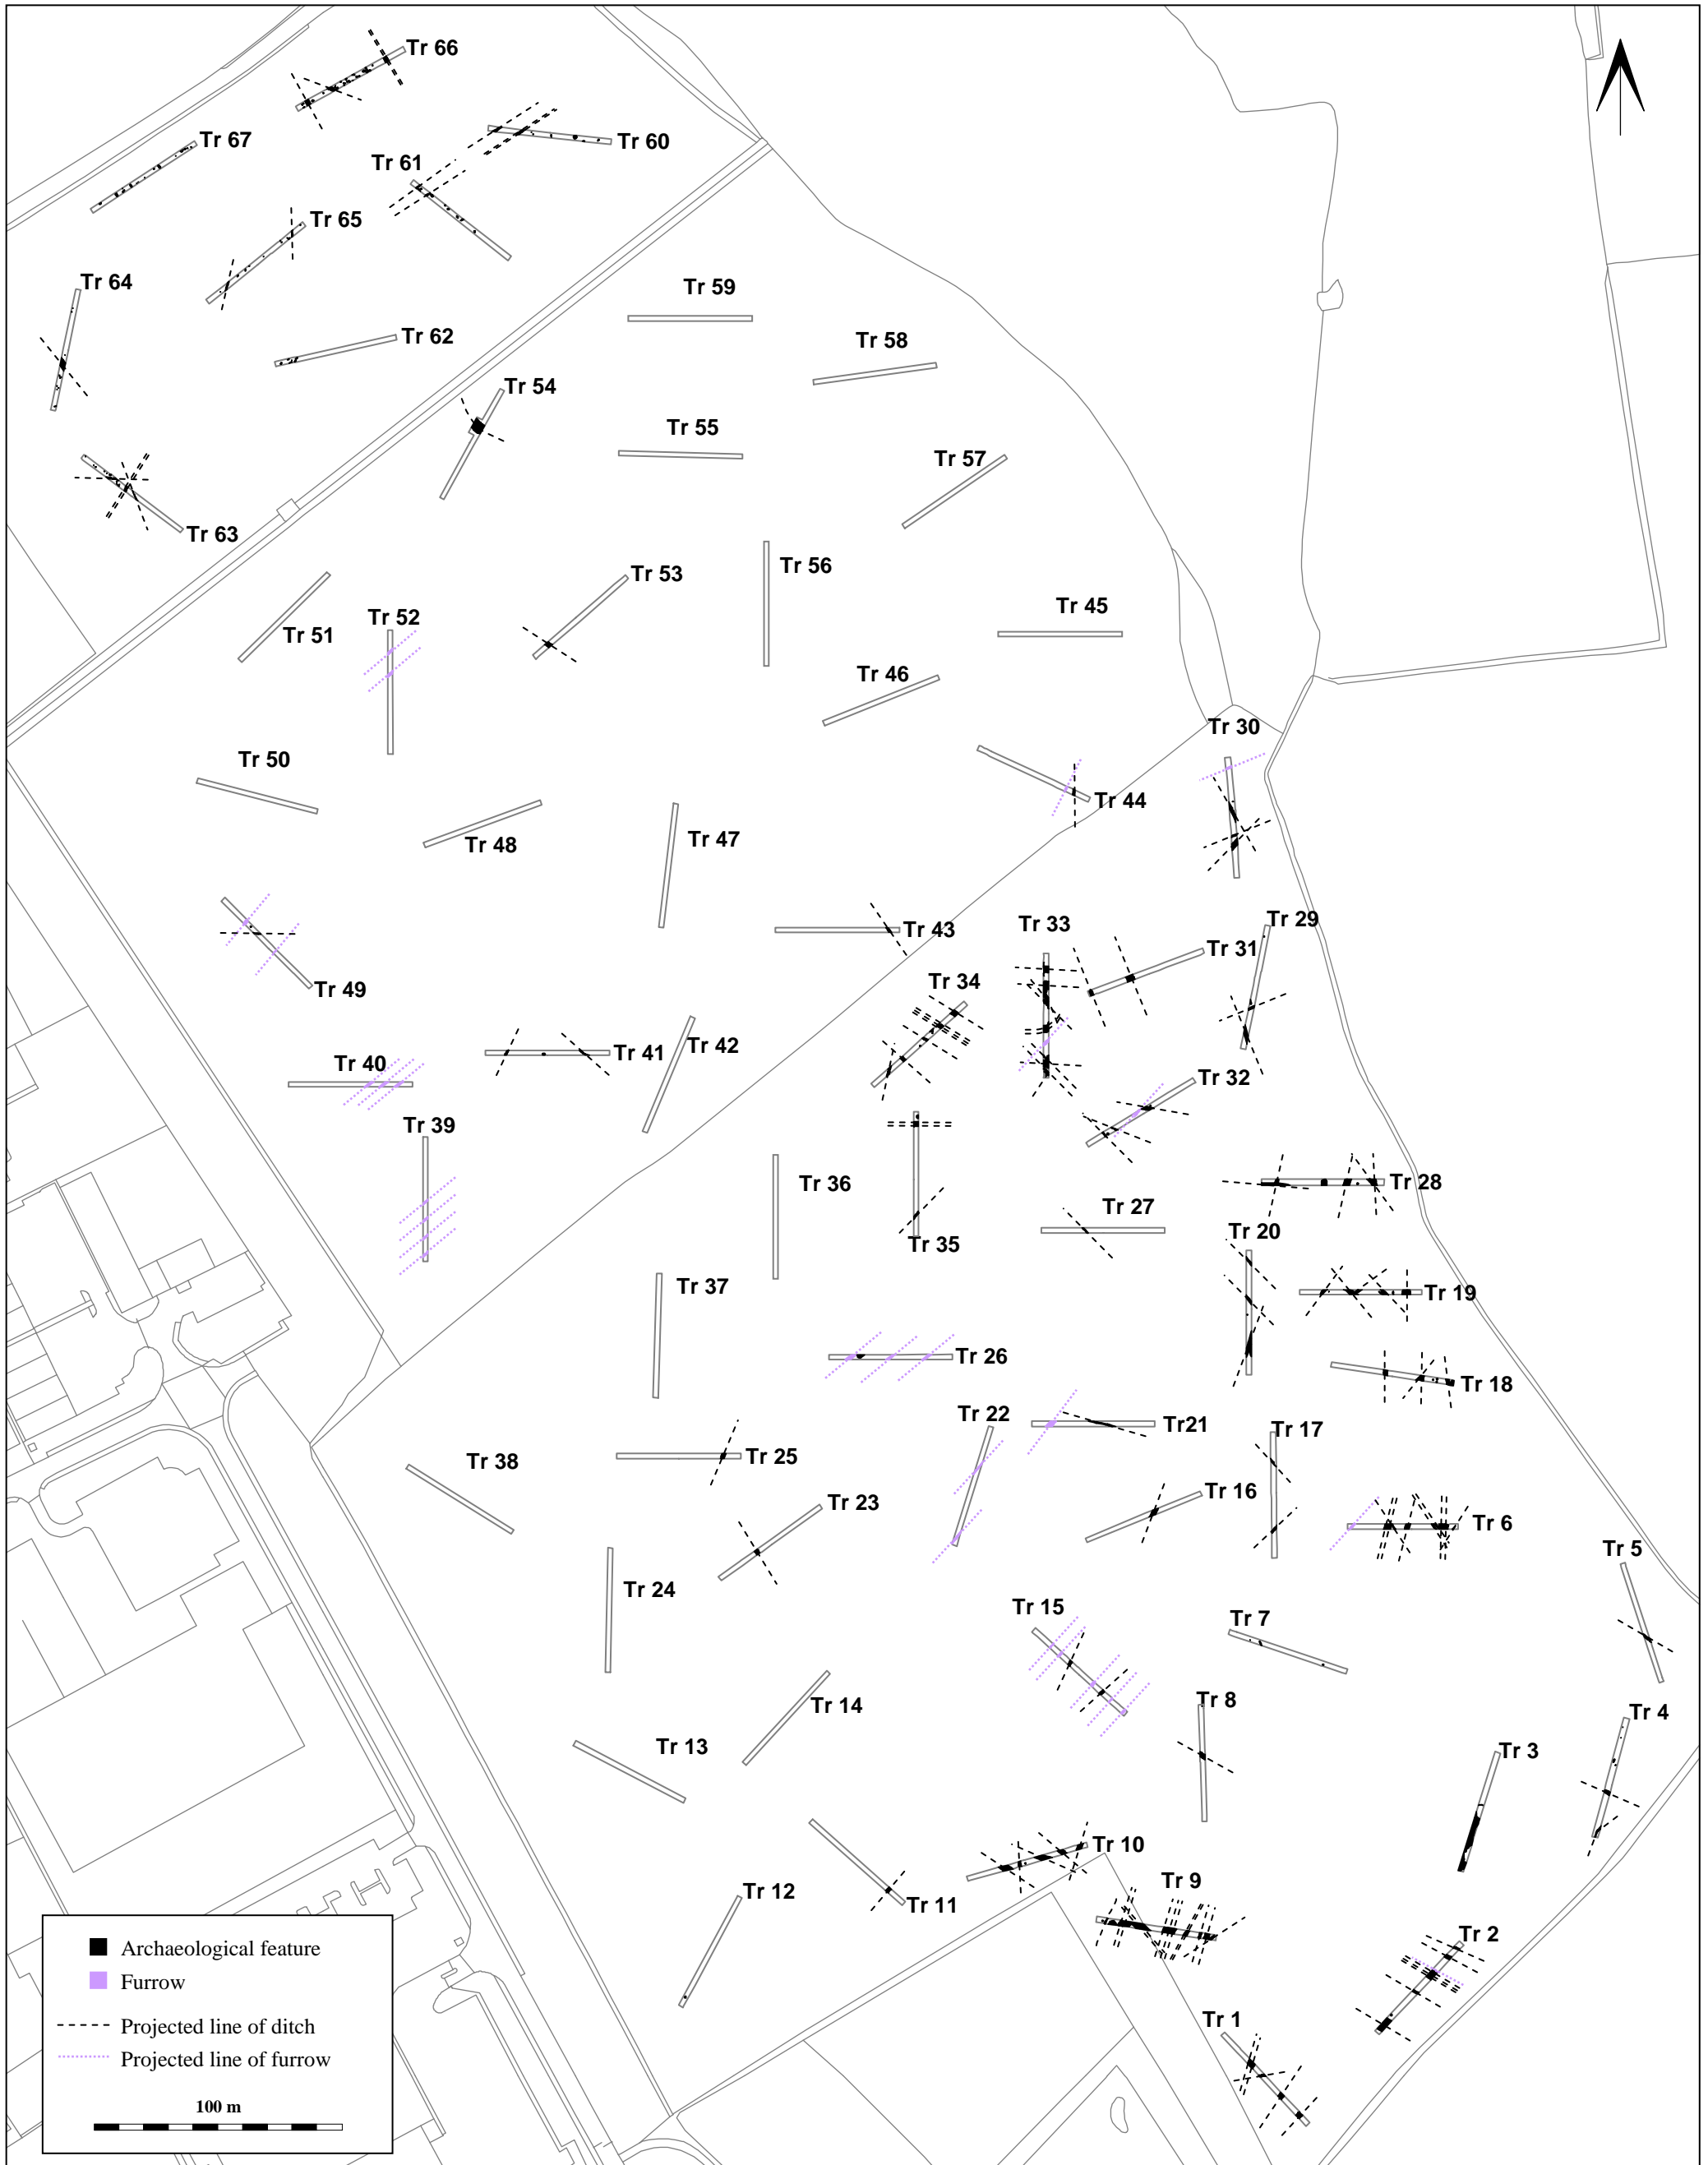 Tr 66
Tr 67
Tr 60
Tr 61
Tr 65
Tr 64
Tr 59
Tr 62
Tr 58
Tr 54
Tr 55
Tr 57
Tr 63
Tr 56
Tr 53
Tr 45
Tr 52
Tr 51
Tr 46
Tr 30
Tr 50
Tr 44
Tr 47
Tr 48
Tr 29
Tr 33
Tr 43
Tr 31
Tr 34
Tr 49
Tr 42
Tr 41
Tr 40
Tr 32
Tr 39
Tr 36
Tr 28
Tr 27
Tr 20
Tr 35
Tr 37
Tr 19
Tr 26
Tr 18
Tr 22
Tr21
Tr 17
Tr 25
Tr 38
Tr 16
Tr 23
Tr 6
Tr 5
Tr 24
Tr 15
Tr 7
Tr 8
Tr 14
Tr 4
Tr 13
Tr 3
Tr 10
Tr 9
Tr 12
Tr 11
Tr 2
Tr 1
Archaeological feature
Furrow
Projected line of ditch
Projected line of furrow
100 m